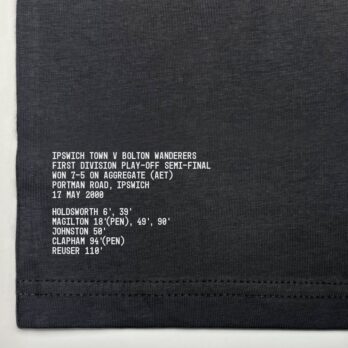 IPSWICH TOWN V BOLTON WANDERERS
FIRST DIVISION PLAY-OFF SEMI-FINAL
WON 7-5 ON AGGREGATE (AET)
PORTMAN ROAD, IPSWICH
17 MAY 2000
HOLDSWORTH 6', 39'
MAGILTON 18'(PEN), 49', 90'
JOHNSTON 50'
CLAPHAM 94'(PEN)
REUSER 110'